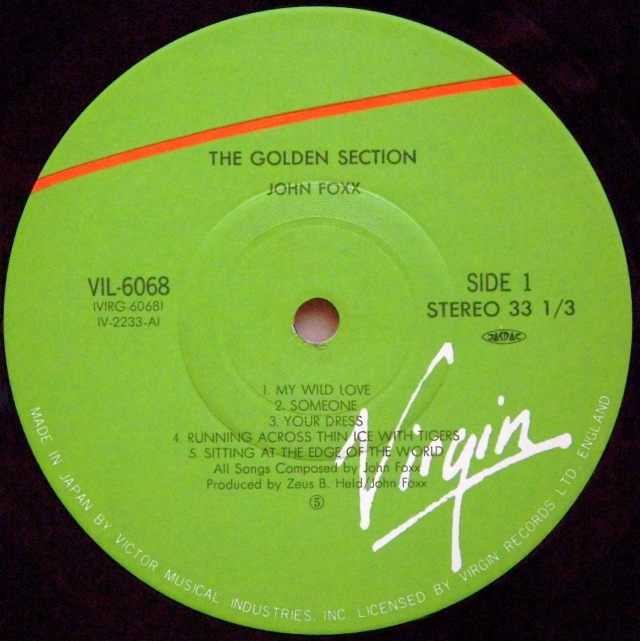 THE GOLDEN SECTION
JOHN FOXX
VIL-6068
(VIRG-6068)
(V-2233-A)
SIDE 1
STEREO 33 1/3
JASRAC
1. MY WILD LOVE
2. SOMEONE
3. YOUR DRESS
4. RUNNING ACROSS THIN ICE WITH TIGERS
5. SITTING AT THE EDGE OF THE WORLD
All Songs Composed by John Foxx
Produced by Zeus B. Held/John Foxx
⑤
Virgin
MADE IN JAPAN BY VICTOR MUSICAL INDUSTRIES, INC. LICENSED BY VIRGIN RECORDS LTD. ENGLAND